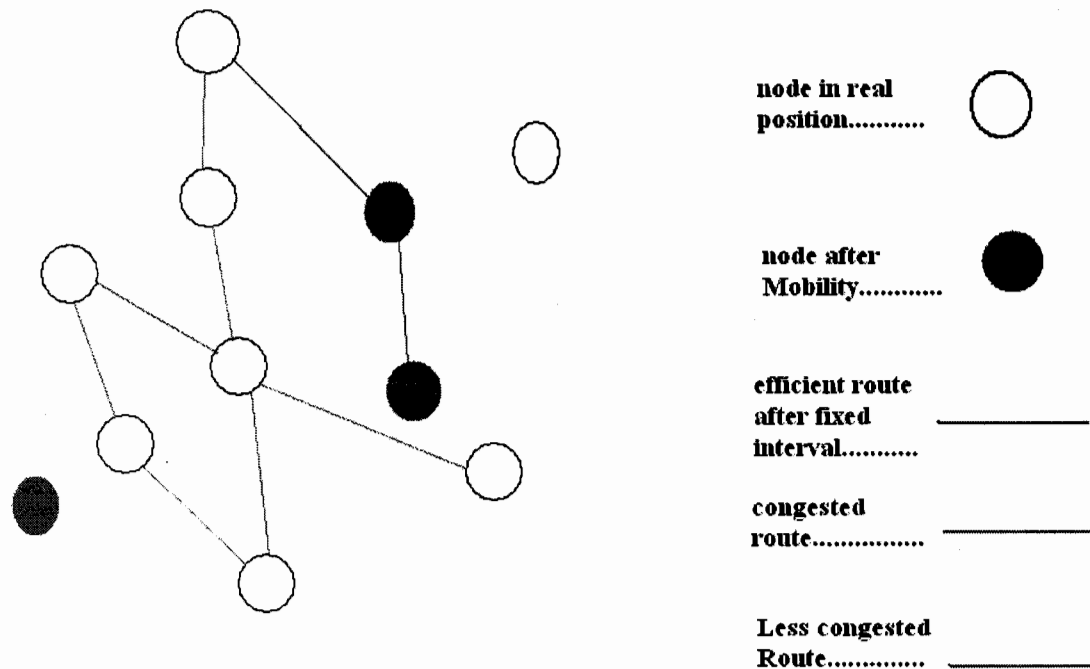 node in real
position...........
node after
Mobility............
efficient route
after fixed
interval...........
congested
route................
Less congested
Route..............